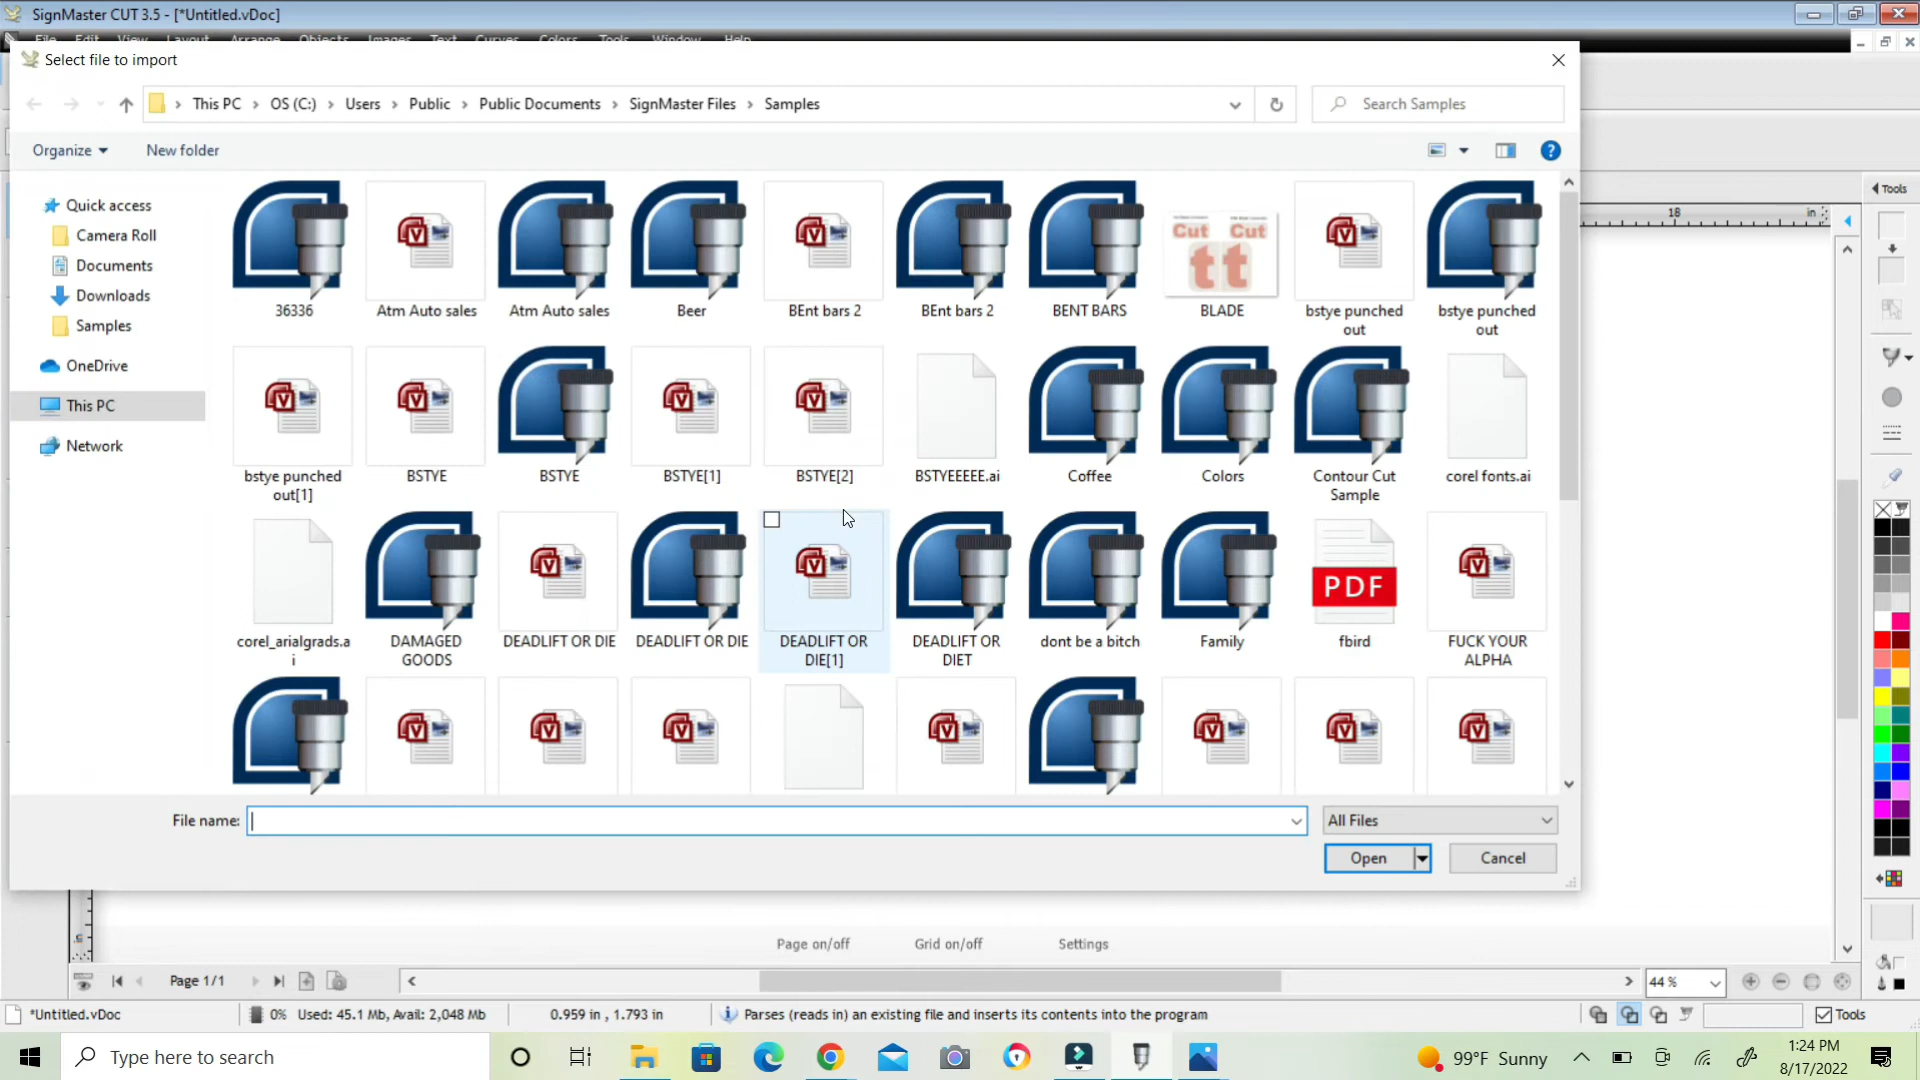 SignMaster CUT 3.5 - [*Untitled.vDoc]
File Edit View Layout Arrange Objects Images Text Curves Colors Tools Window Help
Select file to import
This PC > OS (C:) > Users > Public > Public Documents > SignMaster Files > Samples
Search Samples
Organize
New folder
Quick access
Camera Roll
Documents
Downloads
Samples
OneDrive
This PC
Network
36336
Atm Auto sales
Atm Auto sales
Beer
BEnt bars 2
BEnt bars 2
BENT BARS
Cut Cut
t t
BLADE
bstye punched
out
bstye punched
out
bstye punched
out[1]
BSTYE
BSTYE
BSTYE[1]
BSTYE[2]
BSTYEEEEE.ai
Coffee
Colors
Contour Cut
Sample
corel fonts.ai
corel_arialgrads.a
i
DAMAGED
GOODS
DEADLIFT OR DIE
DEADLIFT OR DIE
DEADLIFT OR
DIE[1]
DEADLIFT OR
DIET
dont be a bitch
Family
PDF
fbird
FUCK YOUR
ALPHA
File name:
All Files
Open
Cancel
Tools
18
in
Page on/off
Grid on/off
Settings
Page 1/1
44 %
*Untitled.vDoc
0%
Used: 45.1 Mb, Avail: 2,048 Mb
0.959 in , 1.793 in
Parses (reads in) an existing file and inserts its contents into the program
Tools
Type here to search
99°F Sunny
1:24 PM
8/17/2022